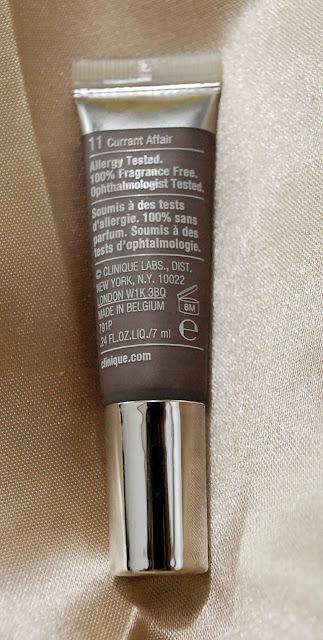 11 Currant Affair
Allergy Tested.
100% Fragrance Free.
Ophthalmologist Tested.
Soumis à des tests
d'allergie. 100% sans
parfum. Soumis à des
tests d'ophtalmologie.
© CLINIQUE LABS., DIST.
NEW YORK, N.Y. 10022
LONDON W1K 3BQ
MADE IN BELGIUM
6M
791P
.24 FL.OZ.LIQ./7 ml ℮
clinique.com